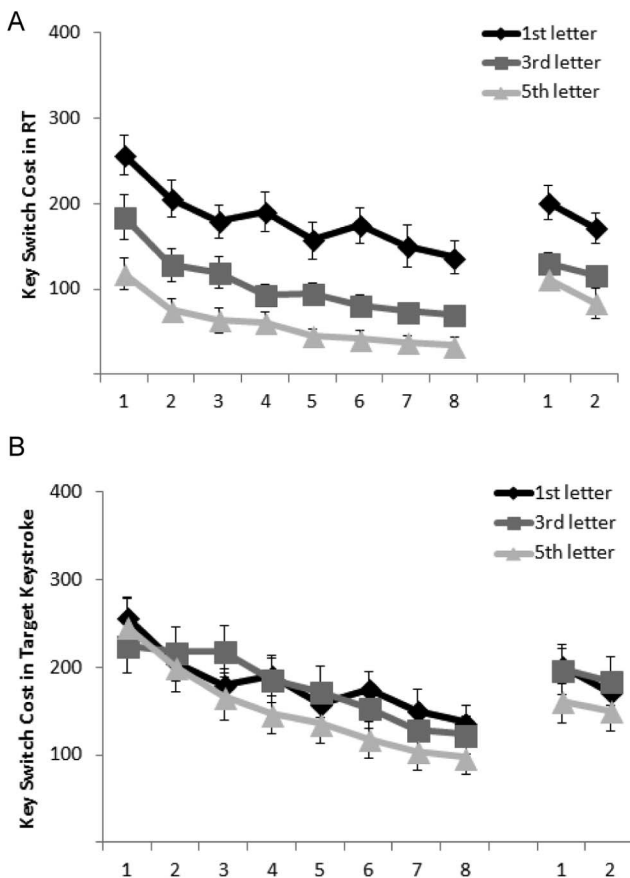 A
Key Switch Cost in RT
400
300
200
100
1st letter
3rd letter
5th letter
1 2 3 4 5 6 7 8 1 2
B
Key Switch Cost in Target Keystroke
400
300
200
100
1st letter
3rd letter
5th letter
1 2 3 4 5 6 7 8 1 2